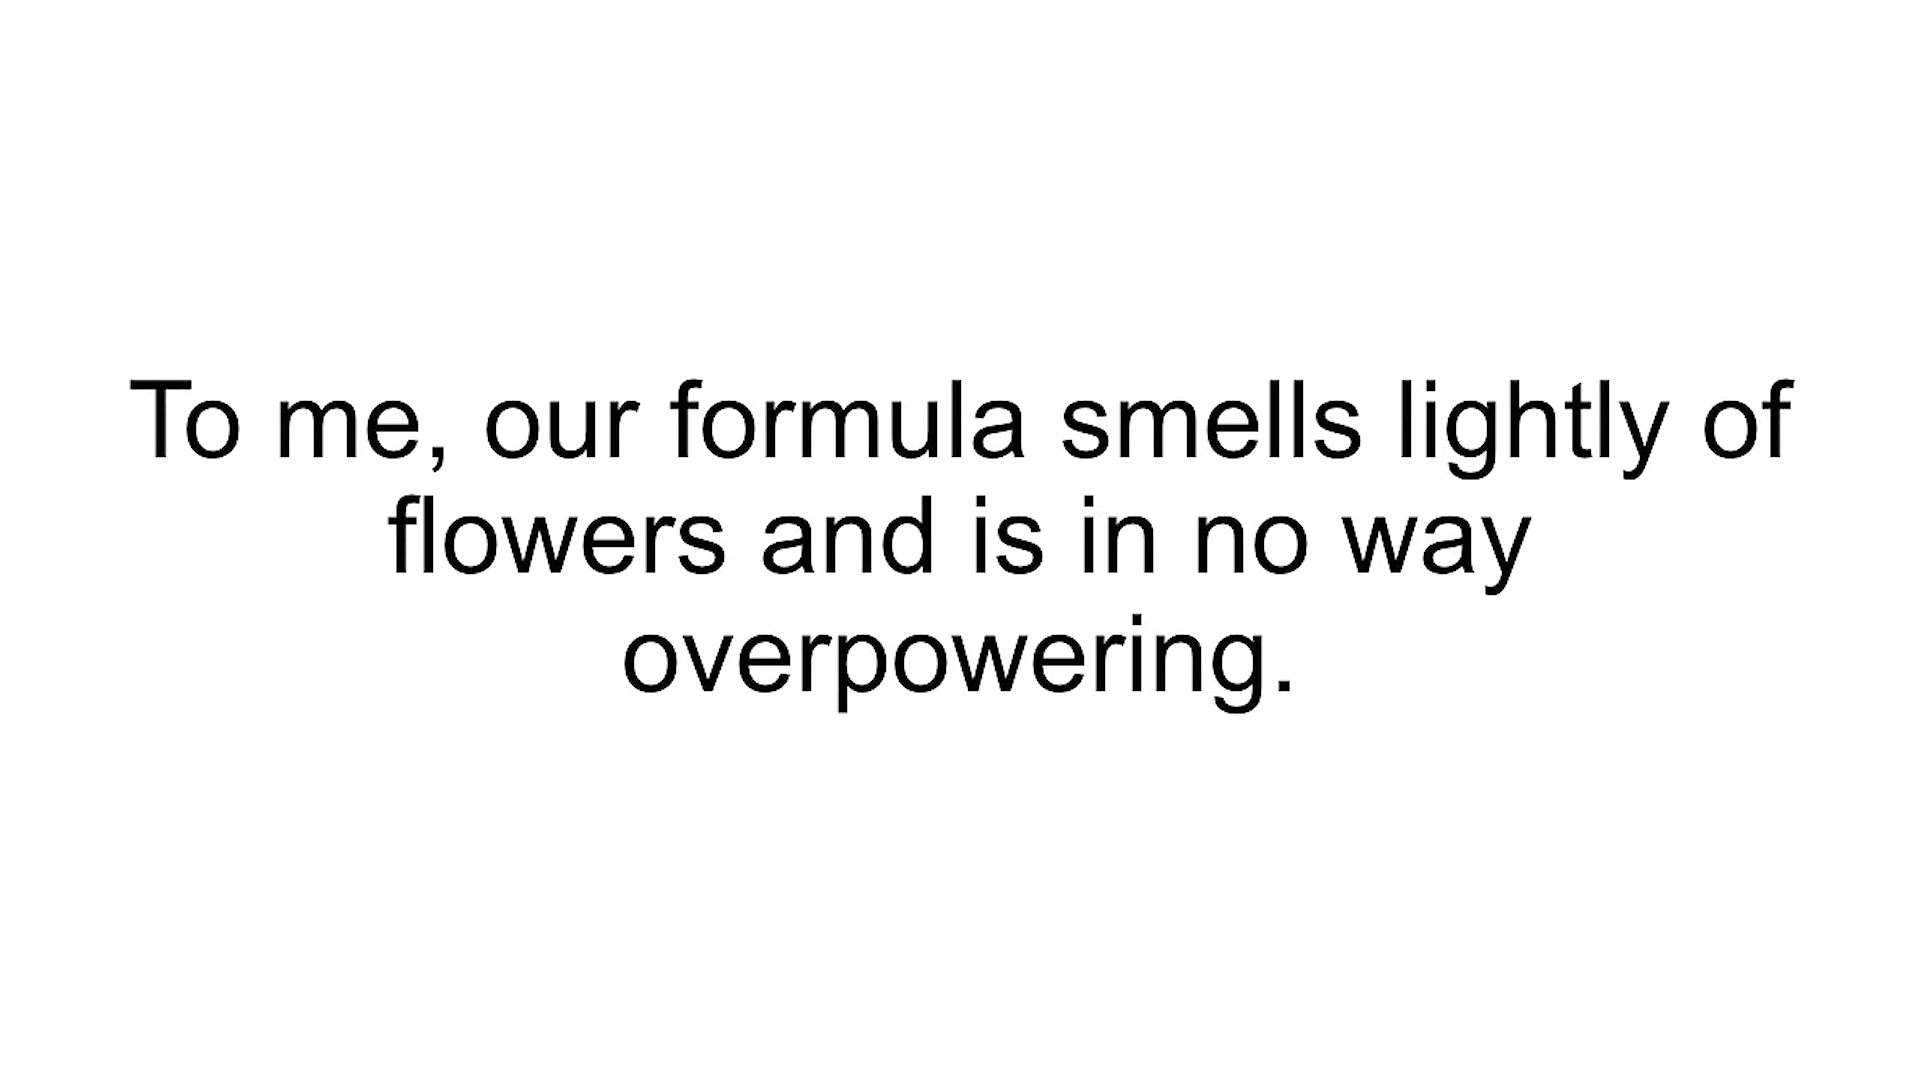 To me, our formula smells lightly of
flowers and is in no way
overpowering.